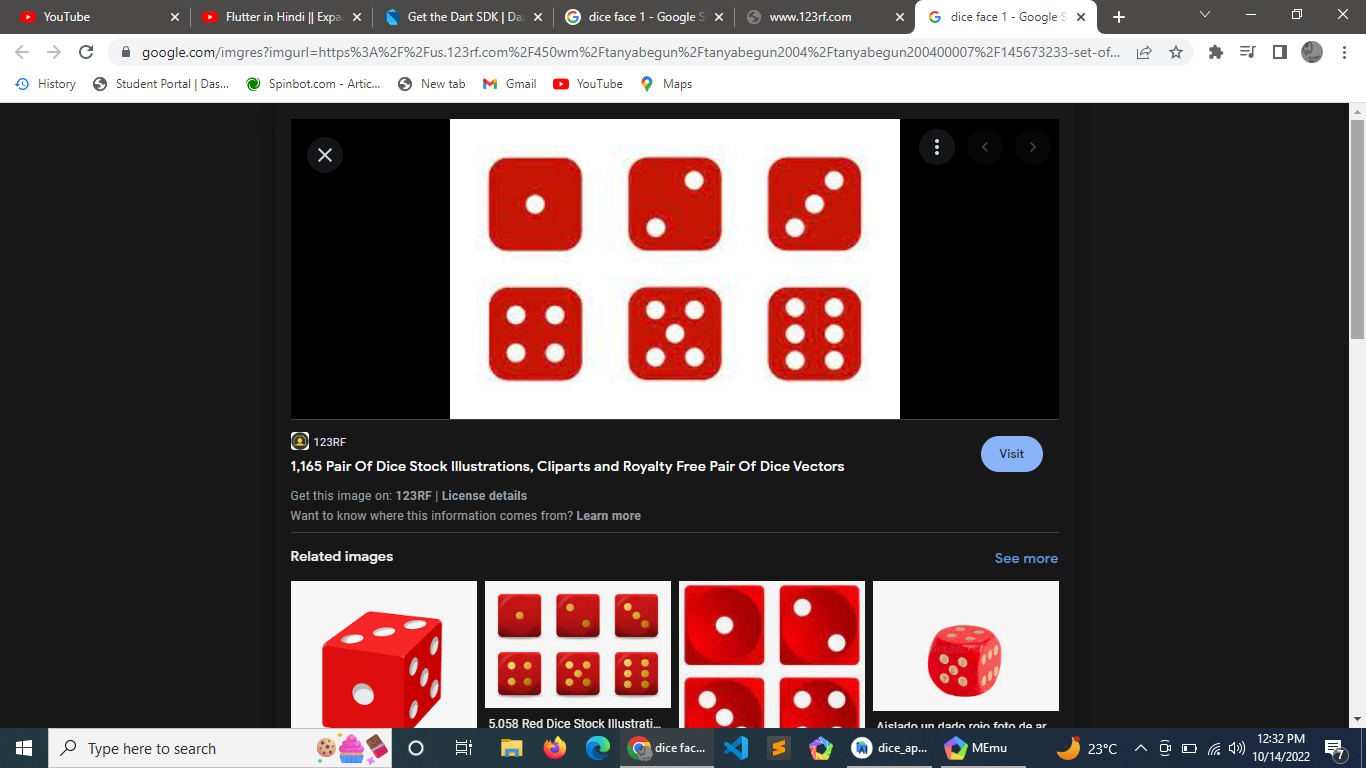 YouTube
Flutter in Hindi || Expa
Get the Dart SDK | Da
dice face 1 - Google S
www.123rf.com
dice face 1 - Google S
google.com/imgres?imgurl=https%3A%2F%2Fus.123rf.com%2F450wm%2Ftanyabegun%2Ftanyabegun2004%2Ftanyabegun200400007%2F145673233-set-of...
History
Student Portal | Das...
Spinbot.com - Artic...
New tab
Gmail
YouTube
Maps
123RF
1,165 Pair Of Dice Stock Illustrations, Cliparts and Royalty Free Pair Of Dice Vectors
Visit
Get this image on: 123RF | License details
Want to know where this information comes from? Learn more
Related images
See more
5,058 Red Dice Stock Illustrati...
Aislado un dado rojo foto de ar
Type here to search
dice fac...
dice_ap...
MEmu
23°C
12:32 PM
10/14/2022
7